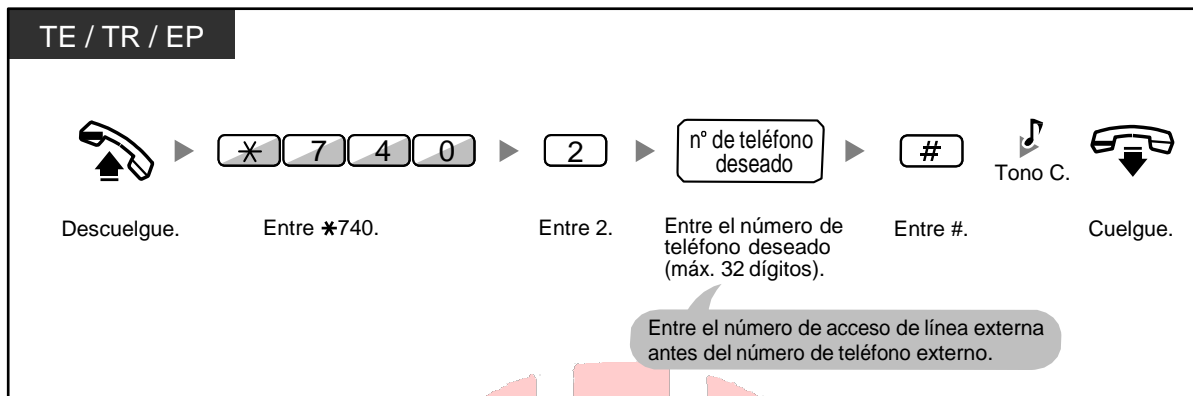 TE / TR / EP
* 7 4 0
2
n° de teléfono
deseado
#
Tono C.
Descuelgue.
Entre *740.
Entre 2.
Entre el número de
teléfono deseado
(máx. 32 dígitos).
Entre #.
Cuelgue.
Entre el número de acceso de línea externa
antes del número de teléfono externo.